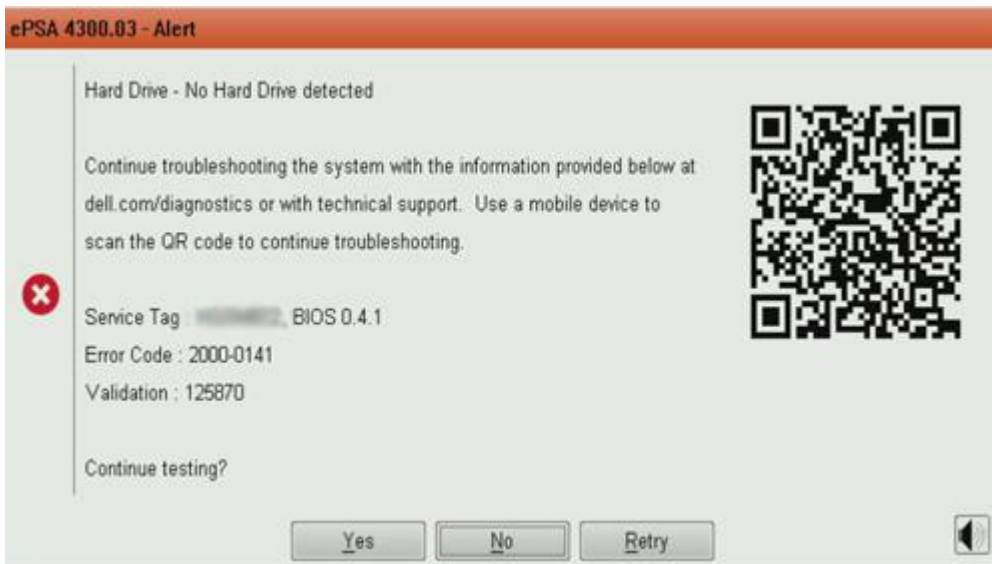 ePSA 4300.03 - Alert
Hard Drive - No Hard Drive detected
Continue troubleshooting the system with the information provided below at
dell.com/diagnostics or with technical support. Use a mobile device to
scan the QR code to continue troubleshooting.
Service Tag : , BIOS 0.4.1
Error Code : 2000-0141
Validation : 125870
Continue testing?
Yes No Retry